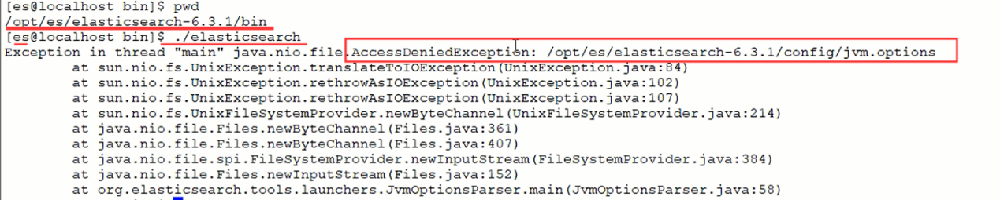 [es@localhost bin]$ pwd
/opt/es/elasticsearch-6.3.1/bin
[es@localhost bin]$ ./elasticsearch
Exception in thread "main" java.nio.file.AccessDeniedException: /opt/es/elasticsearch-6.3.1/config/jvm.options
at sun.nio.fs.UnixException.translateToIOException(UnixException.java:84)
at sun.nio.fs.UnixException.rethrowAsIOException(UnixException.java:102)
at sun.nio.fs.UnixException.rethrowAsIOException(UnixException.java:107)
at sun.nio.fs.UnixFileSystemProvider.newByteChannel(UnixFileSystemProvider.java:214)
at java.nio.file.Files.newByteChannel(Files.java:361)
at java.nio.file.Files.newByteChannel(Files.java:407)
at java.nio.file.spi.FileSystemProvider.newInputStream(FileSystemProvider.java:384)
at java.nio.file.Files.newInputStream(Files.java:152)
at org.elasticsearch.tools.launchers.JvmOptionsParser.main(JvmOptionsParser.java:58)